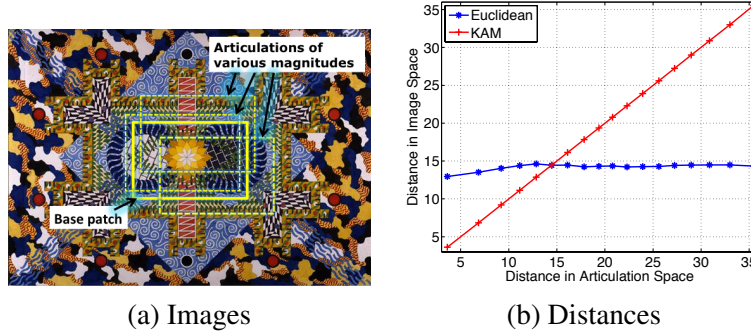 Articulations of
various magnitudes
Base patch
(a) Images
Euclidean
KAM
Distance in Image Space
35
30
25
20
15
10
5
5 10 15 20 25 30 35
Distance in Articulation Space
(b) Distances